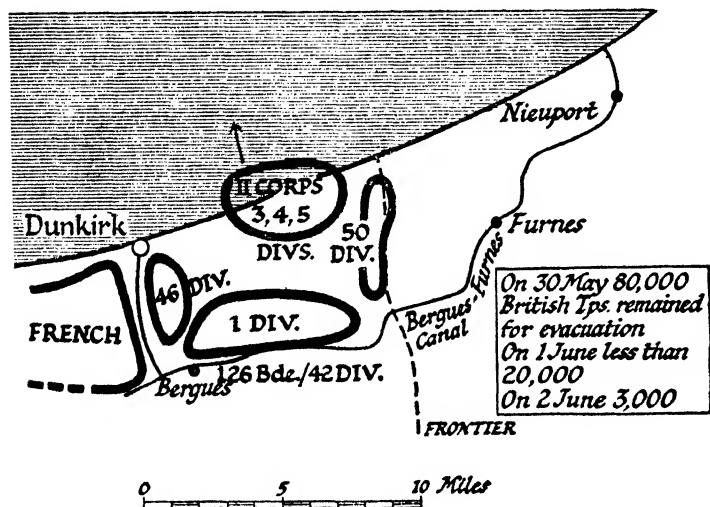 Nieuport
II CORPS
3, 4, 5
DIVS.
Dunkirk
50
DIV.
Furnes
46 DIV.
1 DIV.
FRENCH
Bergues-Furnes
Canal
On 30 May 80,000
British Tps. remained
for evacuation
On 1 June less than
20,000
On 2 June 3,000
Bergues
126 Bde./42 DIV.
FRONTIER
0 5 10 Miles